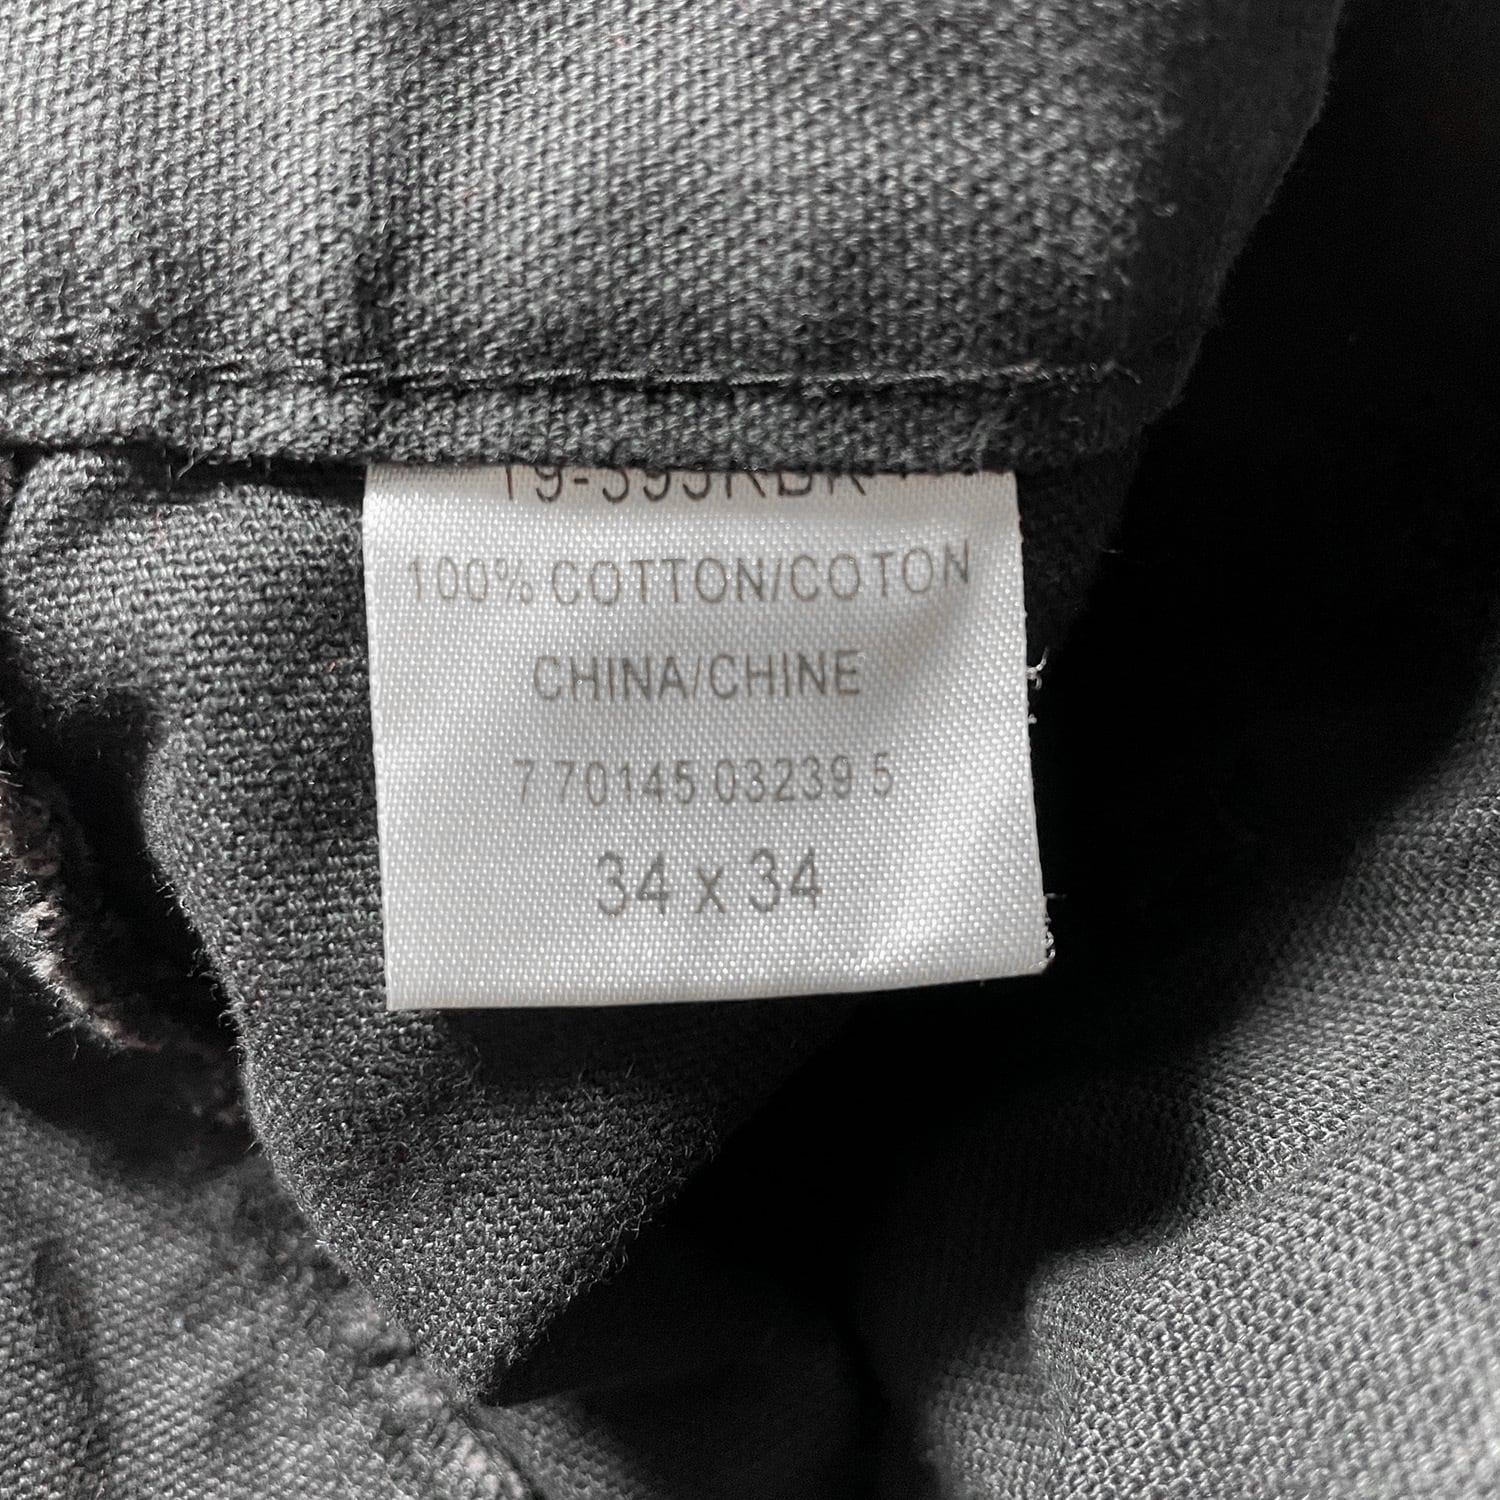 100% COTTON/COTON
CHINA/CHINE
7 70145 03239 5
34 x 34